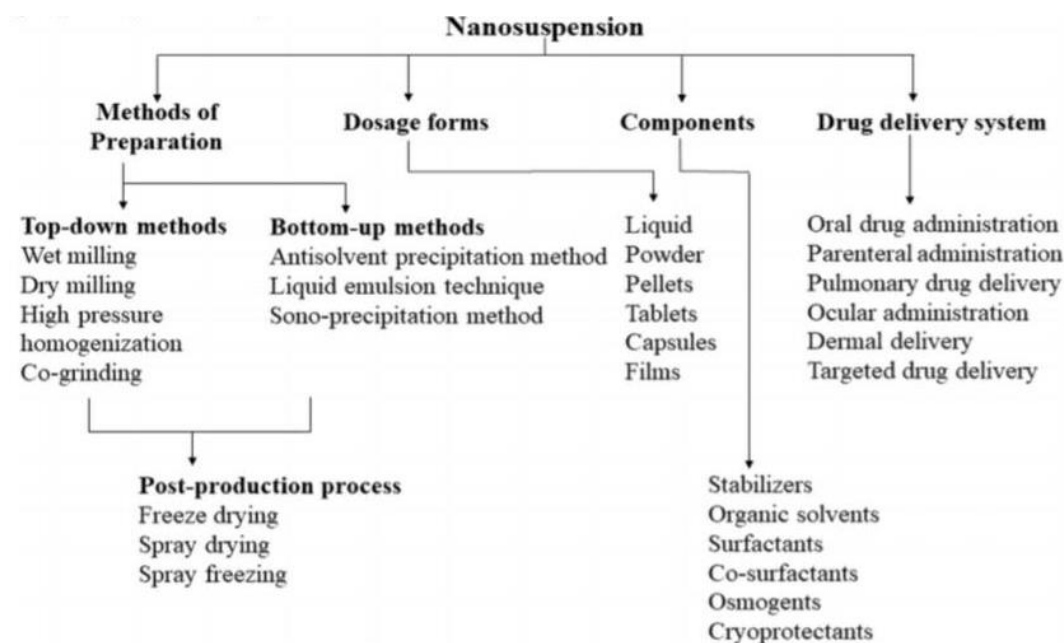 Nanosuspension
Methods of
Preparation
Dosage forms
Components
Drug delivery system
Top-down methods
Wet milling
Dry milling
High pressure
homogenization
Co-grinding
Bottom-up methods
Antisolvent precipitation method
Liquid emulsion technique
Sono-precipitation method
Liquid
Powder
Pellets
Tablets
Capsules
Films
Oral drug administration
Parenteral administration
Pulmonary drug delivery
Ocular administration
Dermal delivery
Targeted drug delivery
Post-production process
Freeze drying
Spray drying
Spray freezing
Stabilizers
Organic solvents
Surfactants
Co-surfactants
Osmogents
Cryoprotectants